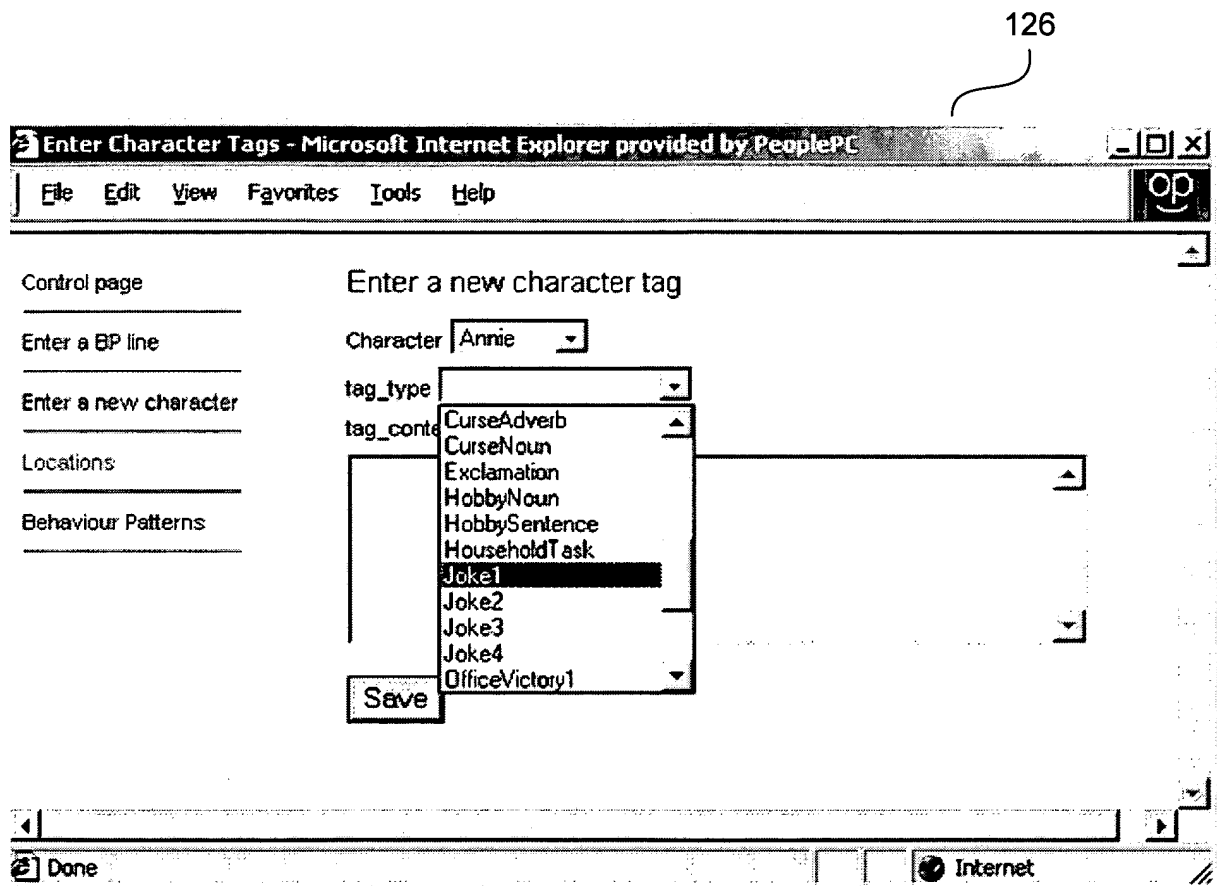 126
Enter Character Tags - Microsoft Internet Explorer provided by PeoplePC
File Edit View Favorites Tools Help
op
Control page
Enter a BP line
Enter a new character
Locations
Behaviour Patterns
Enter a new character tag
Character Annie
tag_type
tag_conte
CurseAdverb
CurseNoun
Exclamation
HobbyNoun
HobbySentence
HouseholdTask
Joke1
Joke2
Joke3
Joke4
OfficeVictory1
Save
Done Internet